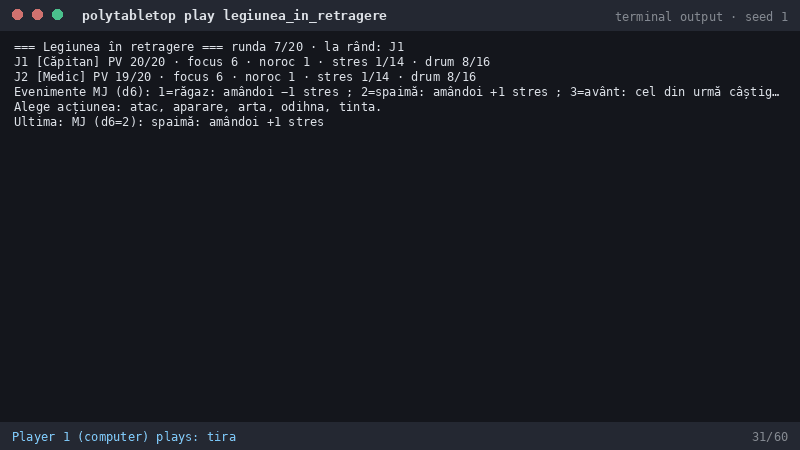 polytabletop play legiunea_in_retragere
terminal output · seed 1
=== Legiunea în retragere === runda 7/20 · la rând: J1
J1 [Căpitan] PV 20/20 · focus 6 · noroc 1 · stres 1/14 · drum 8/16
J2 [Medic] PV 19/20 · focus 6 · noroc 1 · stres 1/14 · drum 8/16
Evenimente MJ (d6): 1=răgaz: amândoi −1 stres ; 2=spaimă: amândoi +1 stres ; 3=avânt: cel din urmă câștig…
Alege acțiunea: atac, aparare, arta, odihna, tinta.
Ultima: MJ (d6=2): spaimă: amândoi +1 stres
Player 1 (computer) plays: tira
31/60